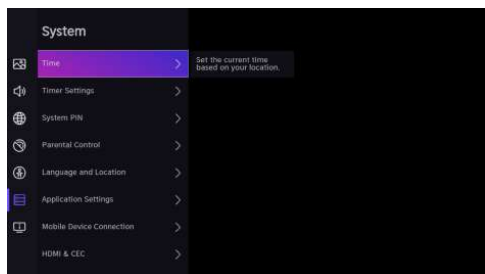 System
Time
Set the current time
based on your location.
Timer Settings
System PIN
Parental Control
Language and Location
Application Settings
Mobile Device Connection
HDMI & CEC